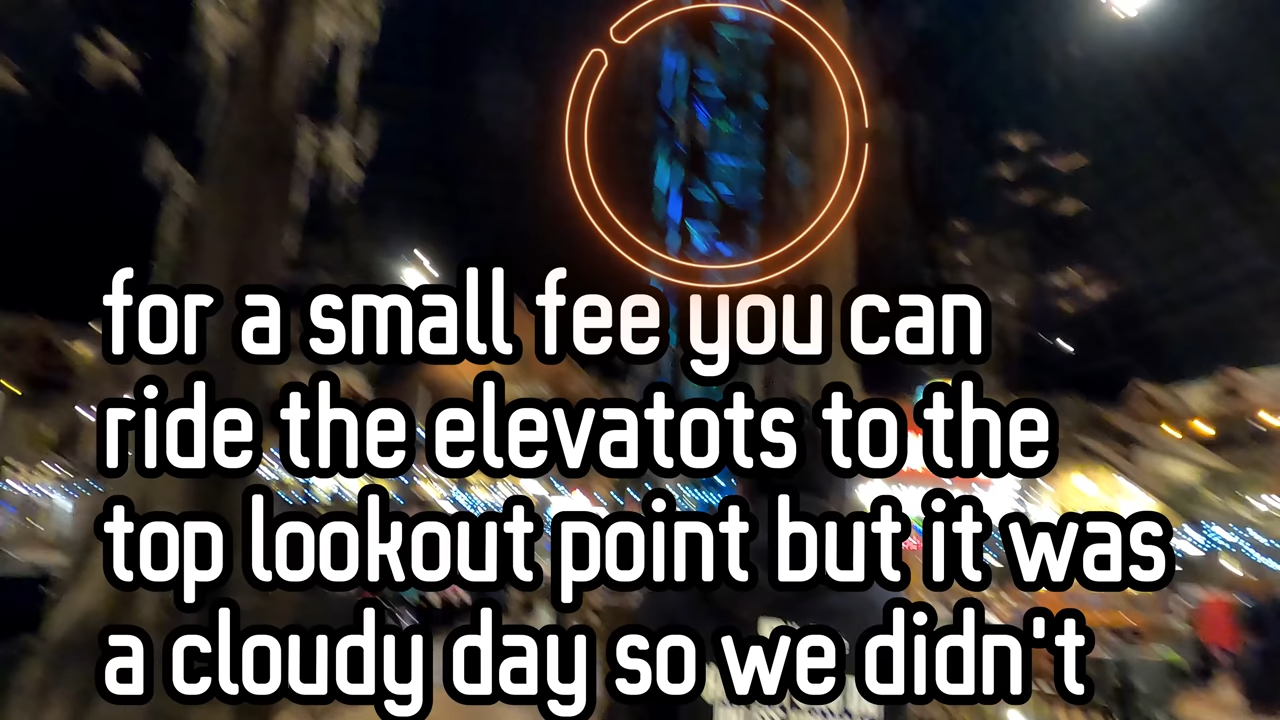 for a small fee you can
ride the elevatots to the
top lookout point but it was
a cloudy day so we didn't